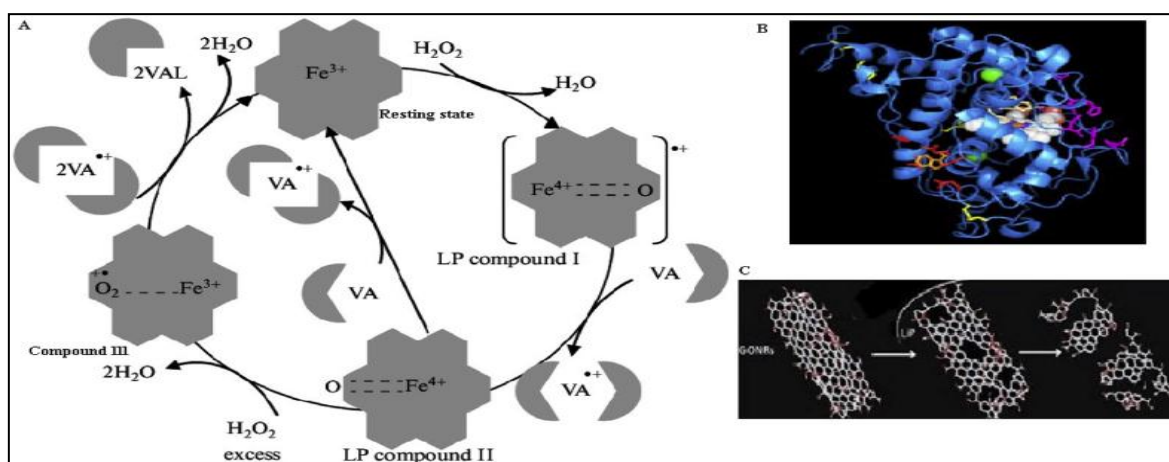 A
2H₂O
2VAL
Fe³⁺
Resting state
H₂O₂
H₂O
2VA•⁺
VA•⁺
Fe⁴⁺ ==== O
•+
LP compound I
VA
VA
+•
O₂ ---- Fe³⁺
Compound III
2H₂O
O ==== Fe⁴⁺
VA•⁺
H₂O₂
excess
LP compound II
B
C
GONRs
LiP